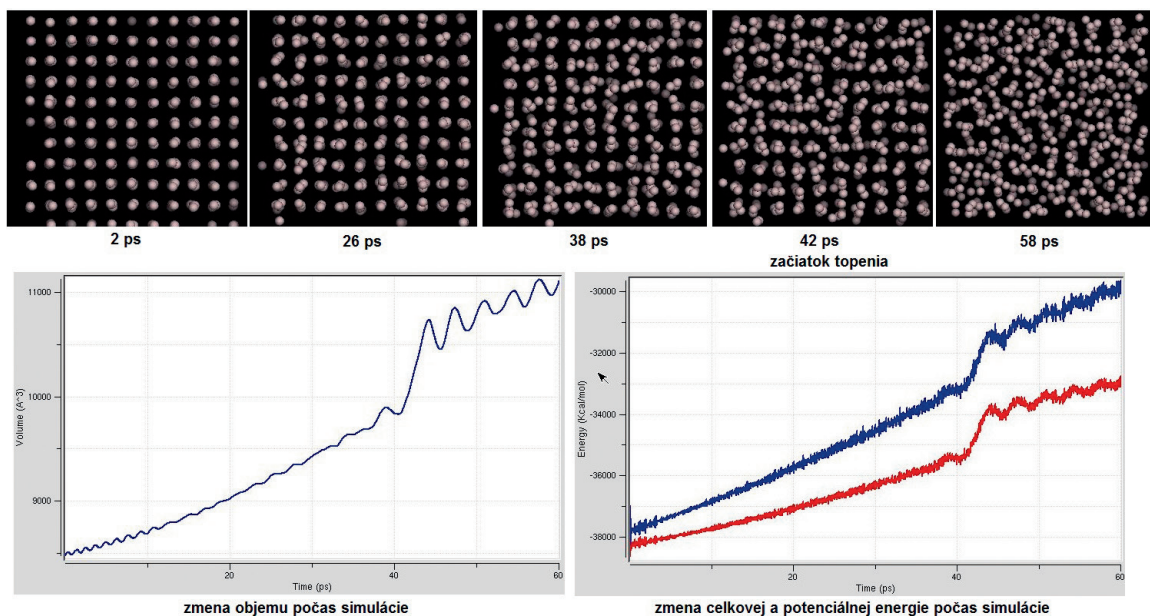 2 ps
26 ps
38 ps
42 ps
58 ps
začiatok topenia
11000
10000
9000
Volume (A^3)
20
40
60
Time (ps)
zmena objemu počas simulácie
-30000
-32000
-34000
-36000
-38000
Energy (Kcal/mol)
20
40
60
Time (ps)
zmena celkovej a potenciálnej energie počas simulácie